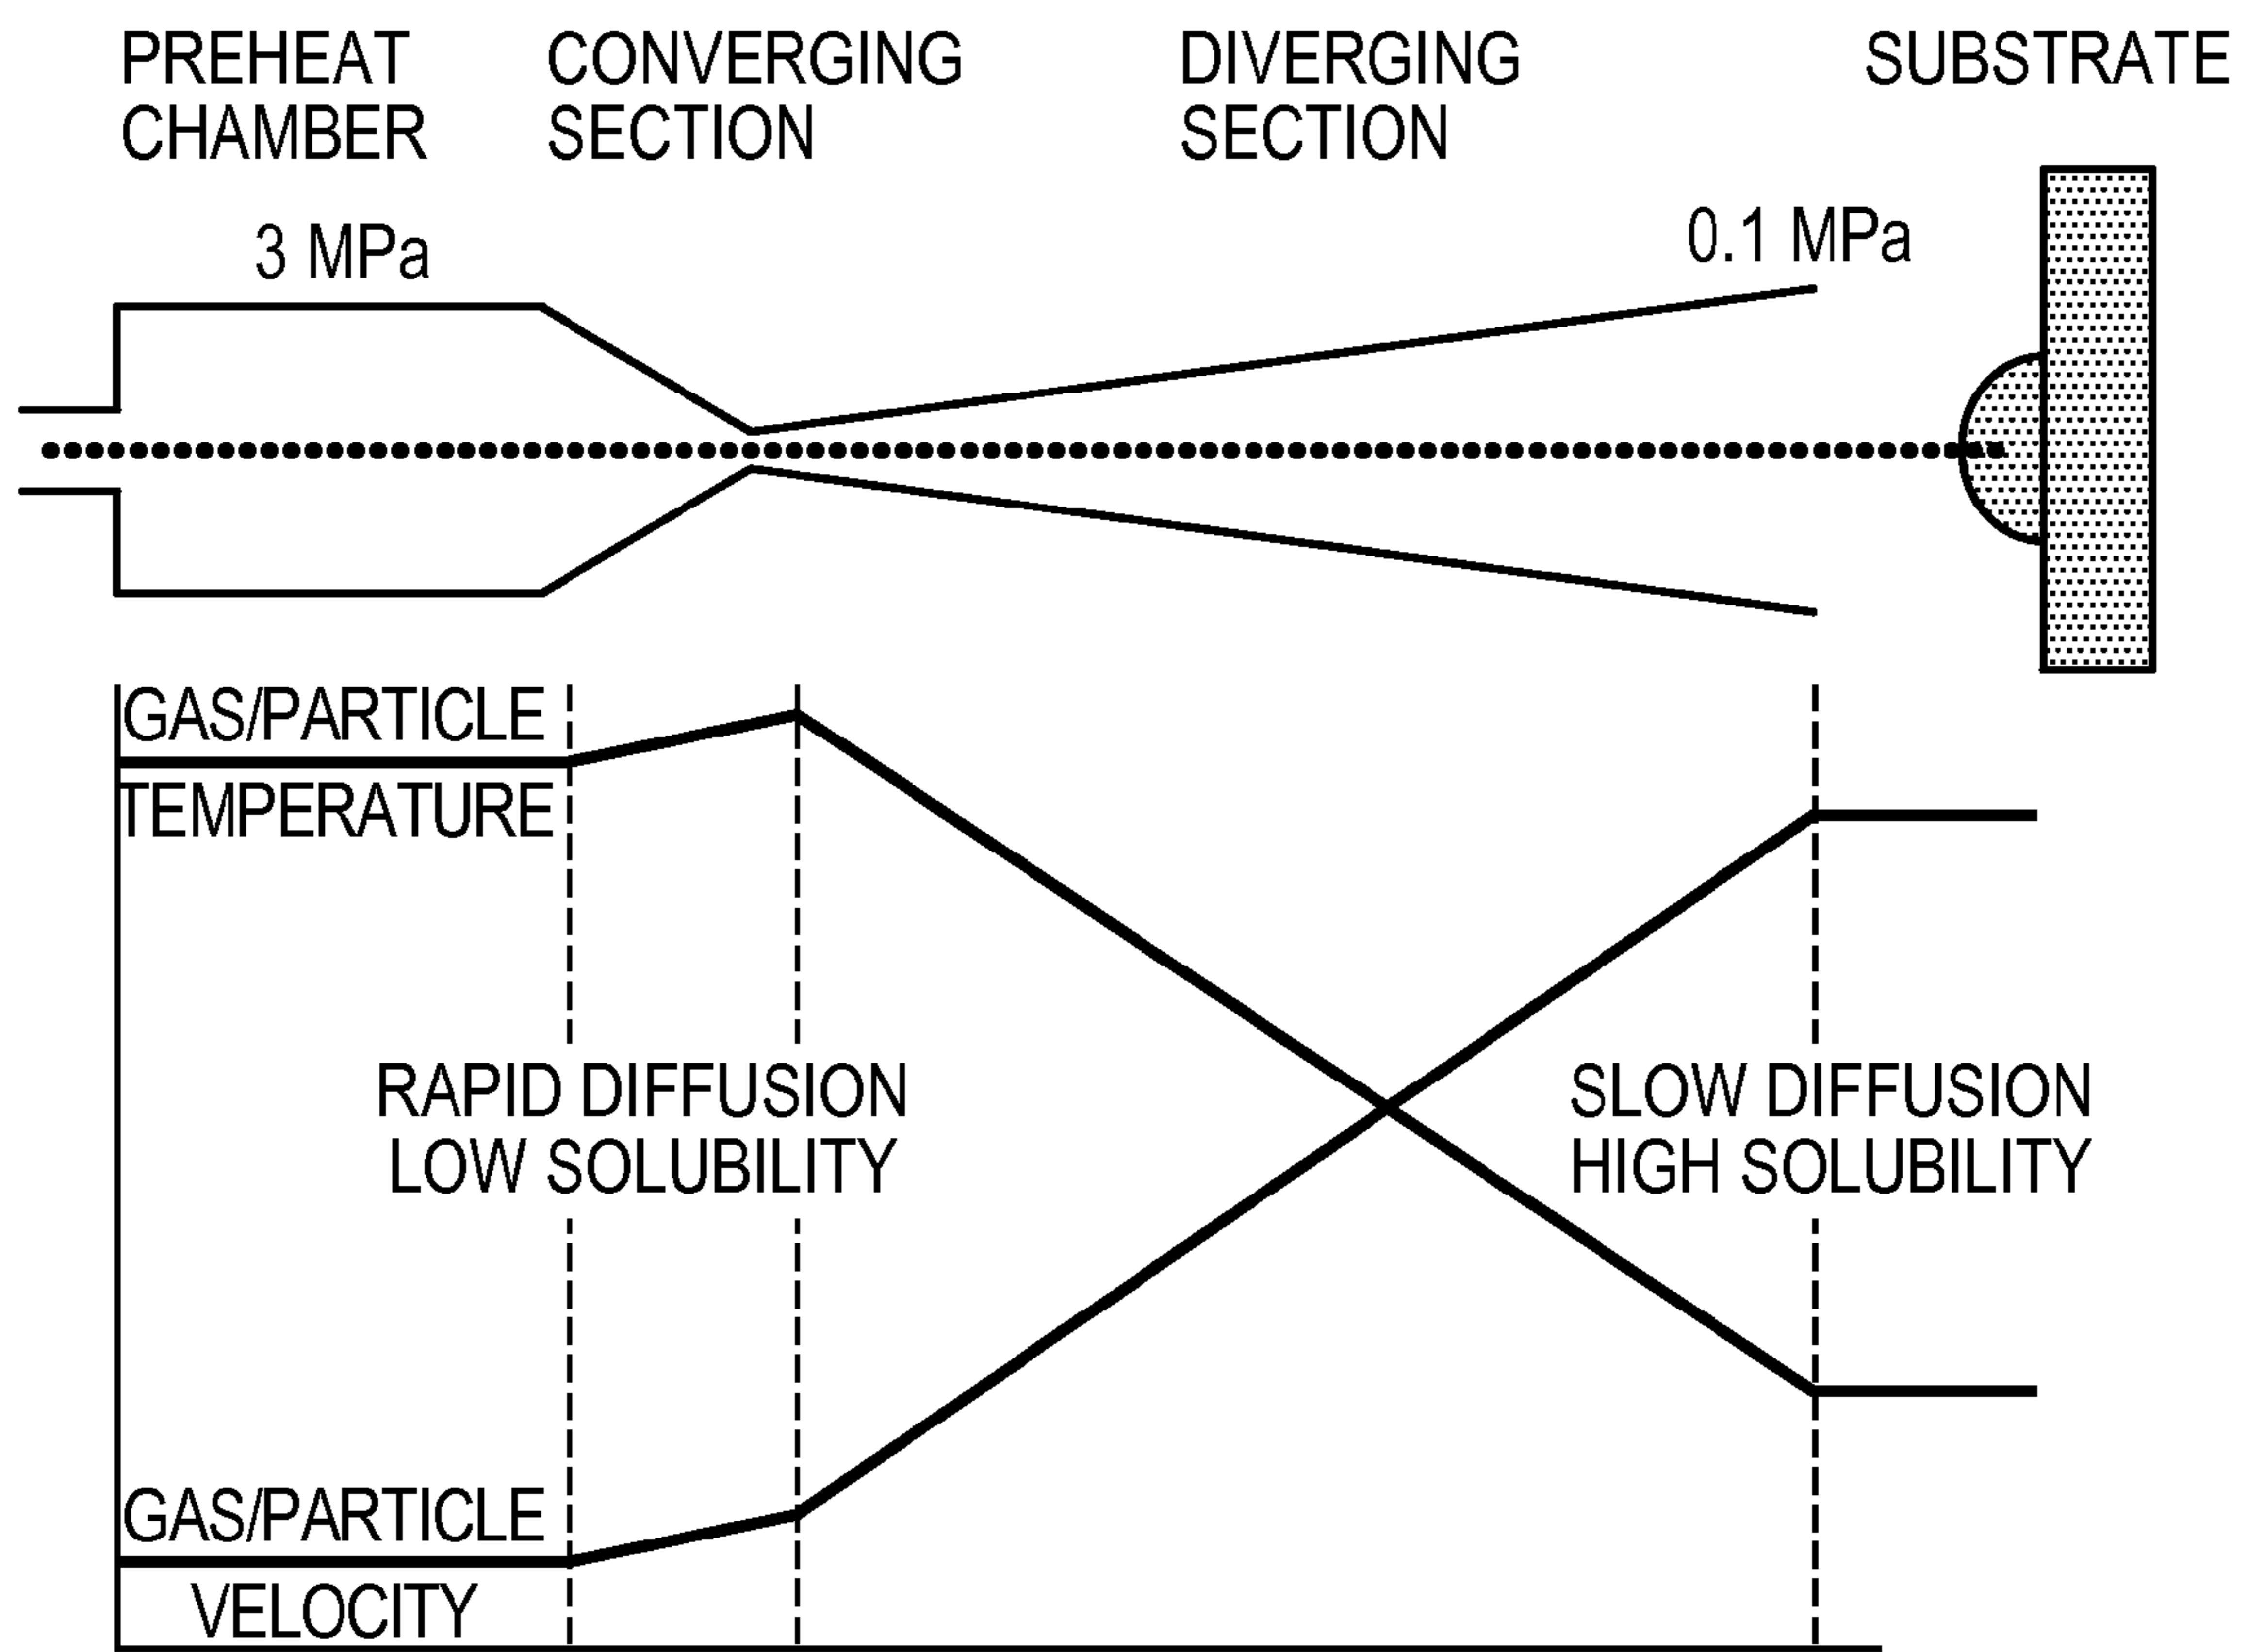 PREHEAT
CHAMBER
CONVERGING
SECTION
DIVERGING
SECTION
SUBSTRATE
3 MPa
0.1 MPa
GAS/PARTICLE
TEMPERATURE
RAPID DIFFUSION
LOW SOLUBILITY
SLOW DIFFUSION
HIGH SOLUBILITY
GAS/PARTICLE
VELOCITY